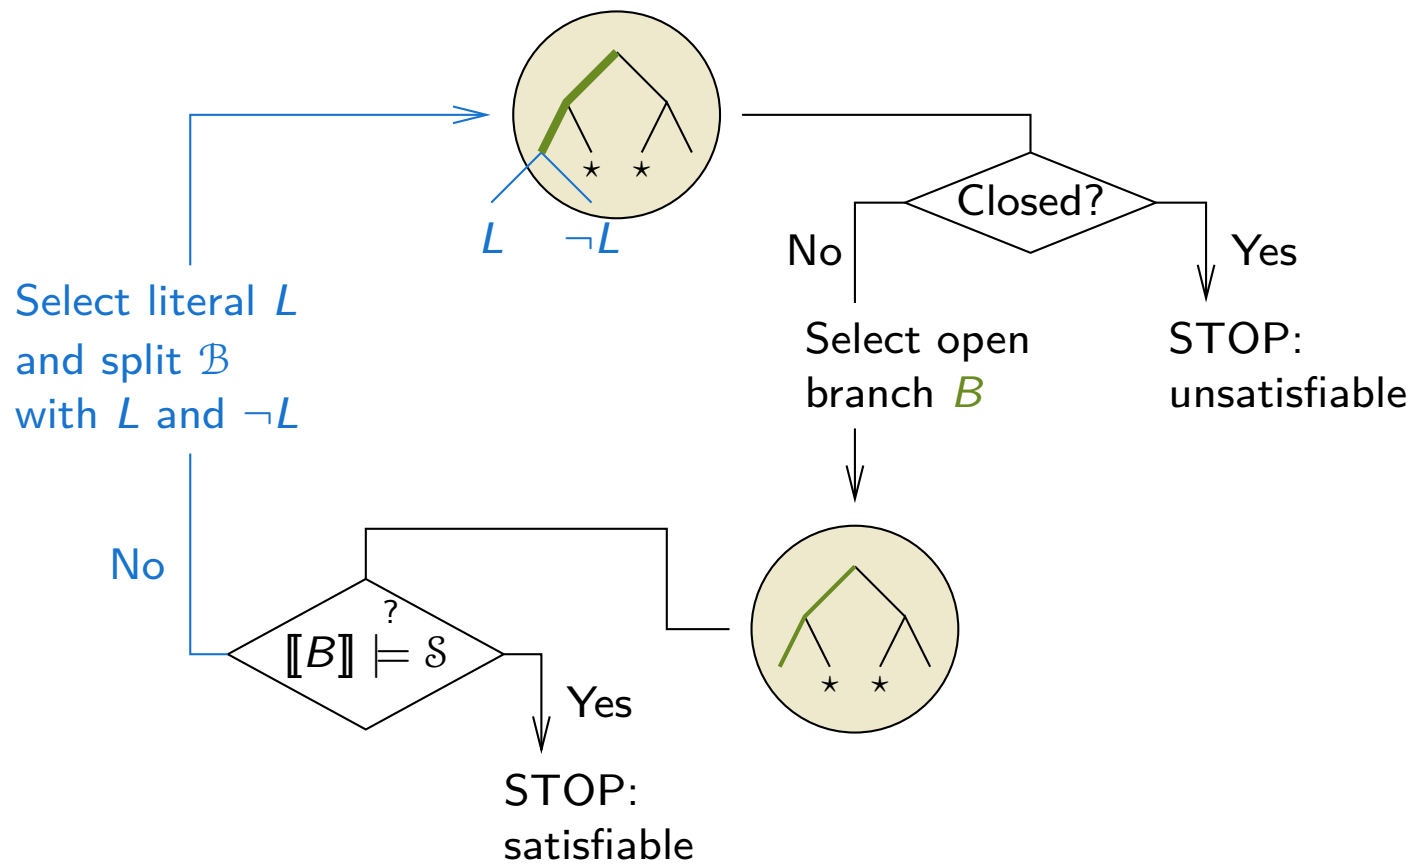 ★ ★
Closed?
L ¬L
No
Yes
Select literal L
and split ℬ
with L and ¬L
Select open
branch B
STOP:
unsatisfiable
No
?
⟦B⟧ ⊨ 𝒮
★ ★
Yes
STOP:
satisfiable